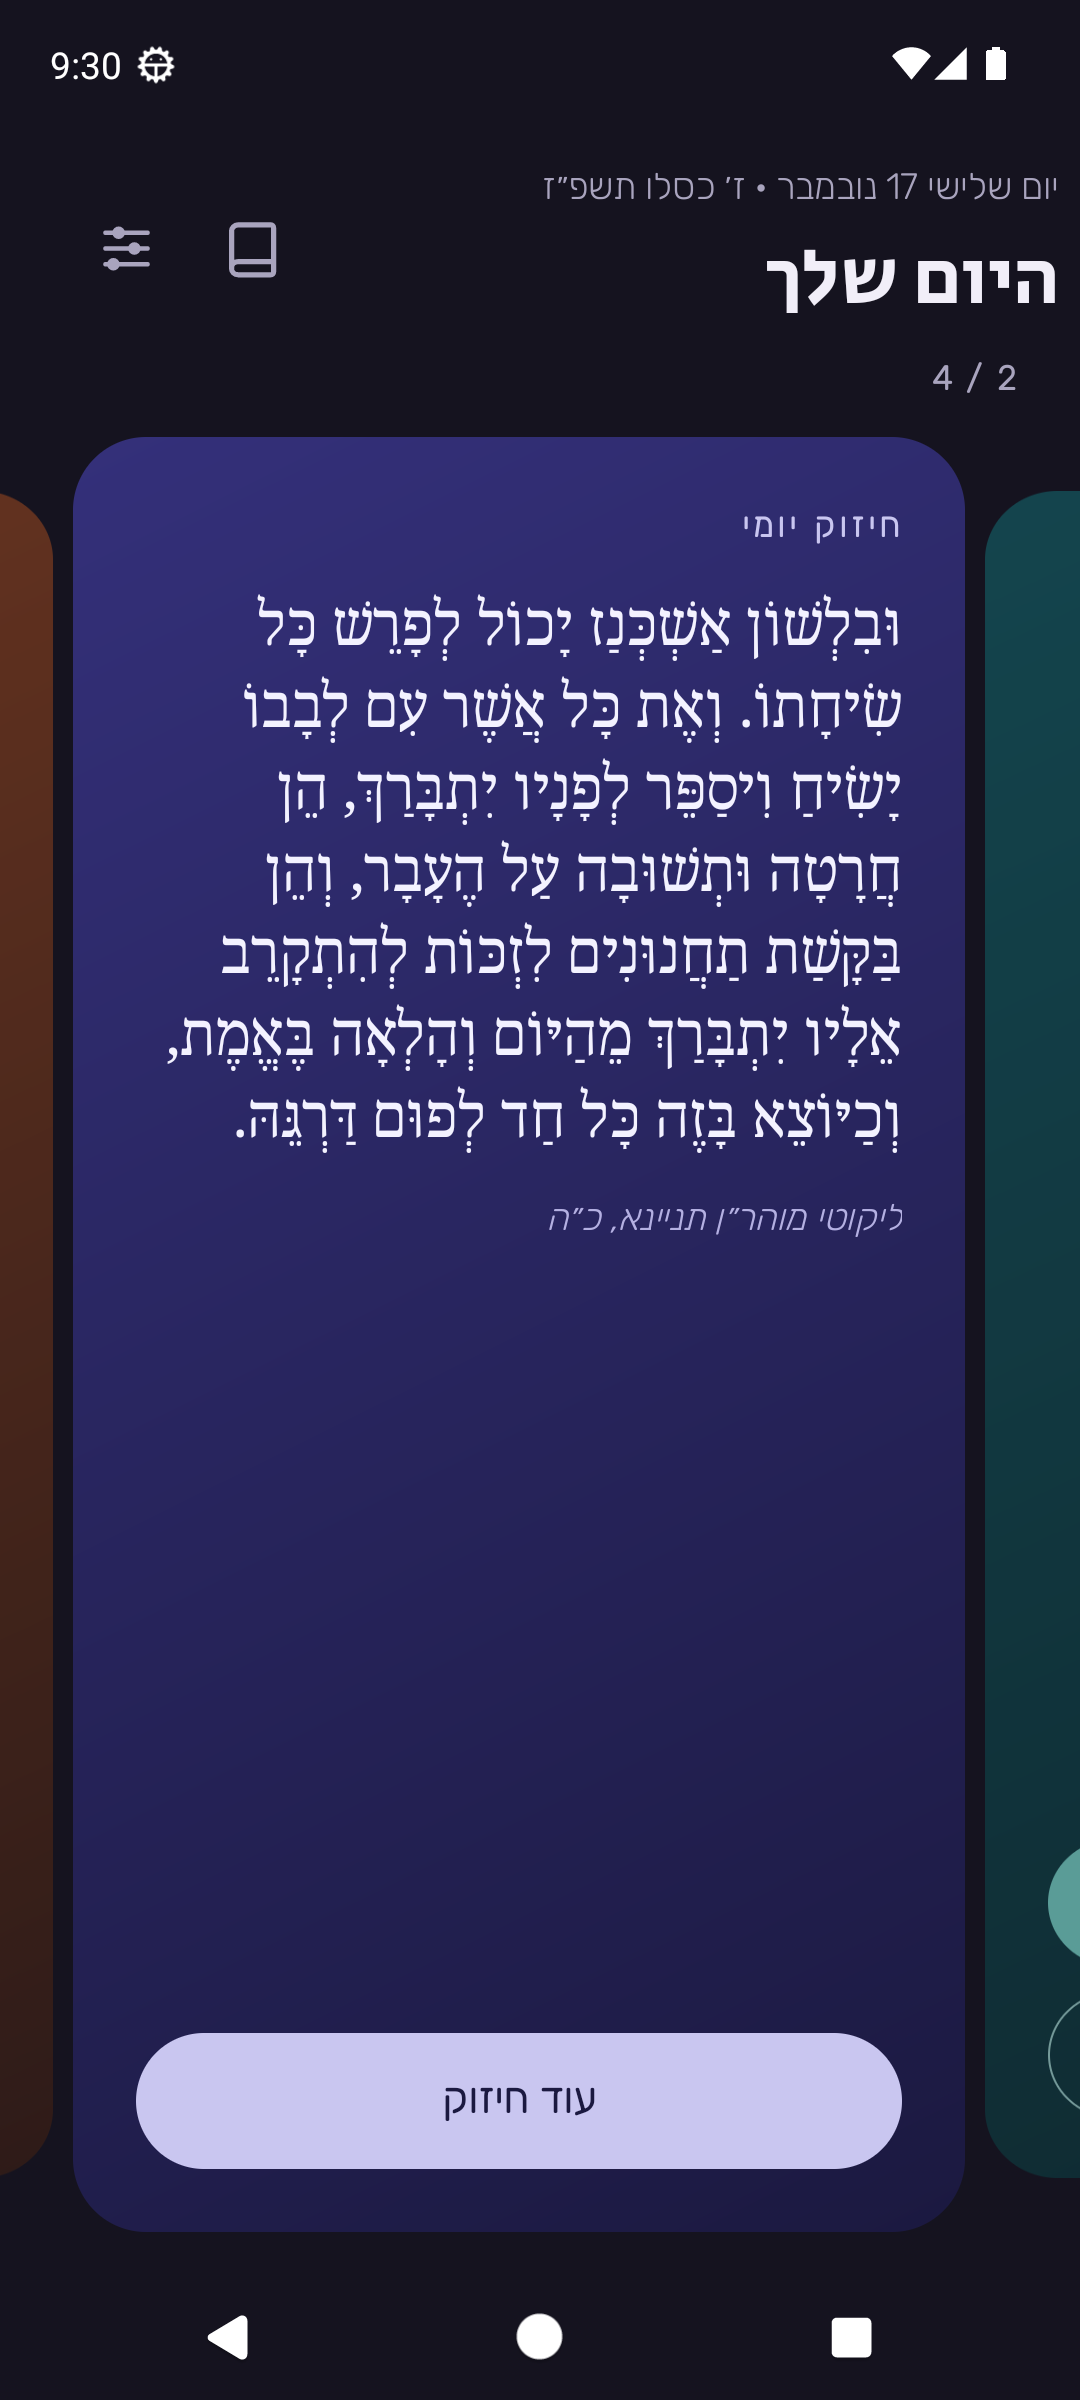 9:30
יום שלישי 17 נובמבר • ז׳ כסלו תשפ״ז
היום שלך
2 / 4
חיזוק יומי
וּבִלְשׁוֹן אַשְׁכְּנַז יָכוֹל לְפָרֵשׁ כָּל
שִׂיחָתוֹ. וְאֶת כָּל אֲשֶׁר עִם לְבָבוֹ
יָשִׂיחַ וִיסַפֵּר לְפָנָיו יִתְבָּרַךְ, הֵן
חֲרָטָה וּתְשׁוּבָה עַל הֶעָבָר, וְהֵן
בַּקָּשַׁת תַּחֲנוּנִים לִזְכּוֹת לְהִתְקָרֵב
אֵלָיו יִתְבָּרַךְ מֵהַיּוֹם וְהָלְאָה בֶּאֱמֶת,
וְכַיּוֹצֵא בָּזֶה כָּל חַד לְפוּם דַּרְגֵּהּ.
ליקוטי מוהר״ן תניינא, כ״ה
עוד חיזוק